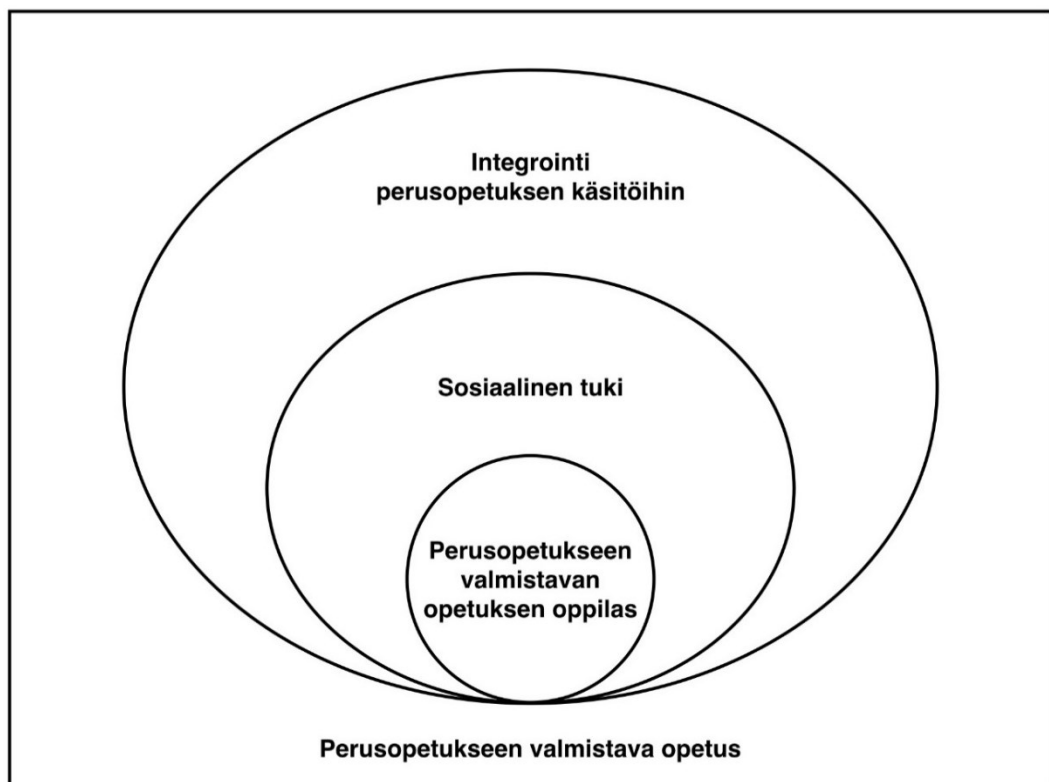 Integrointi
perusopetuksen käsitöihin
Sosiaalinen tuki
Perusopetukseen
valmistavan
opetuksen oppilas
Perusopetukseen valmistava opetus